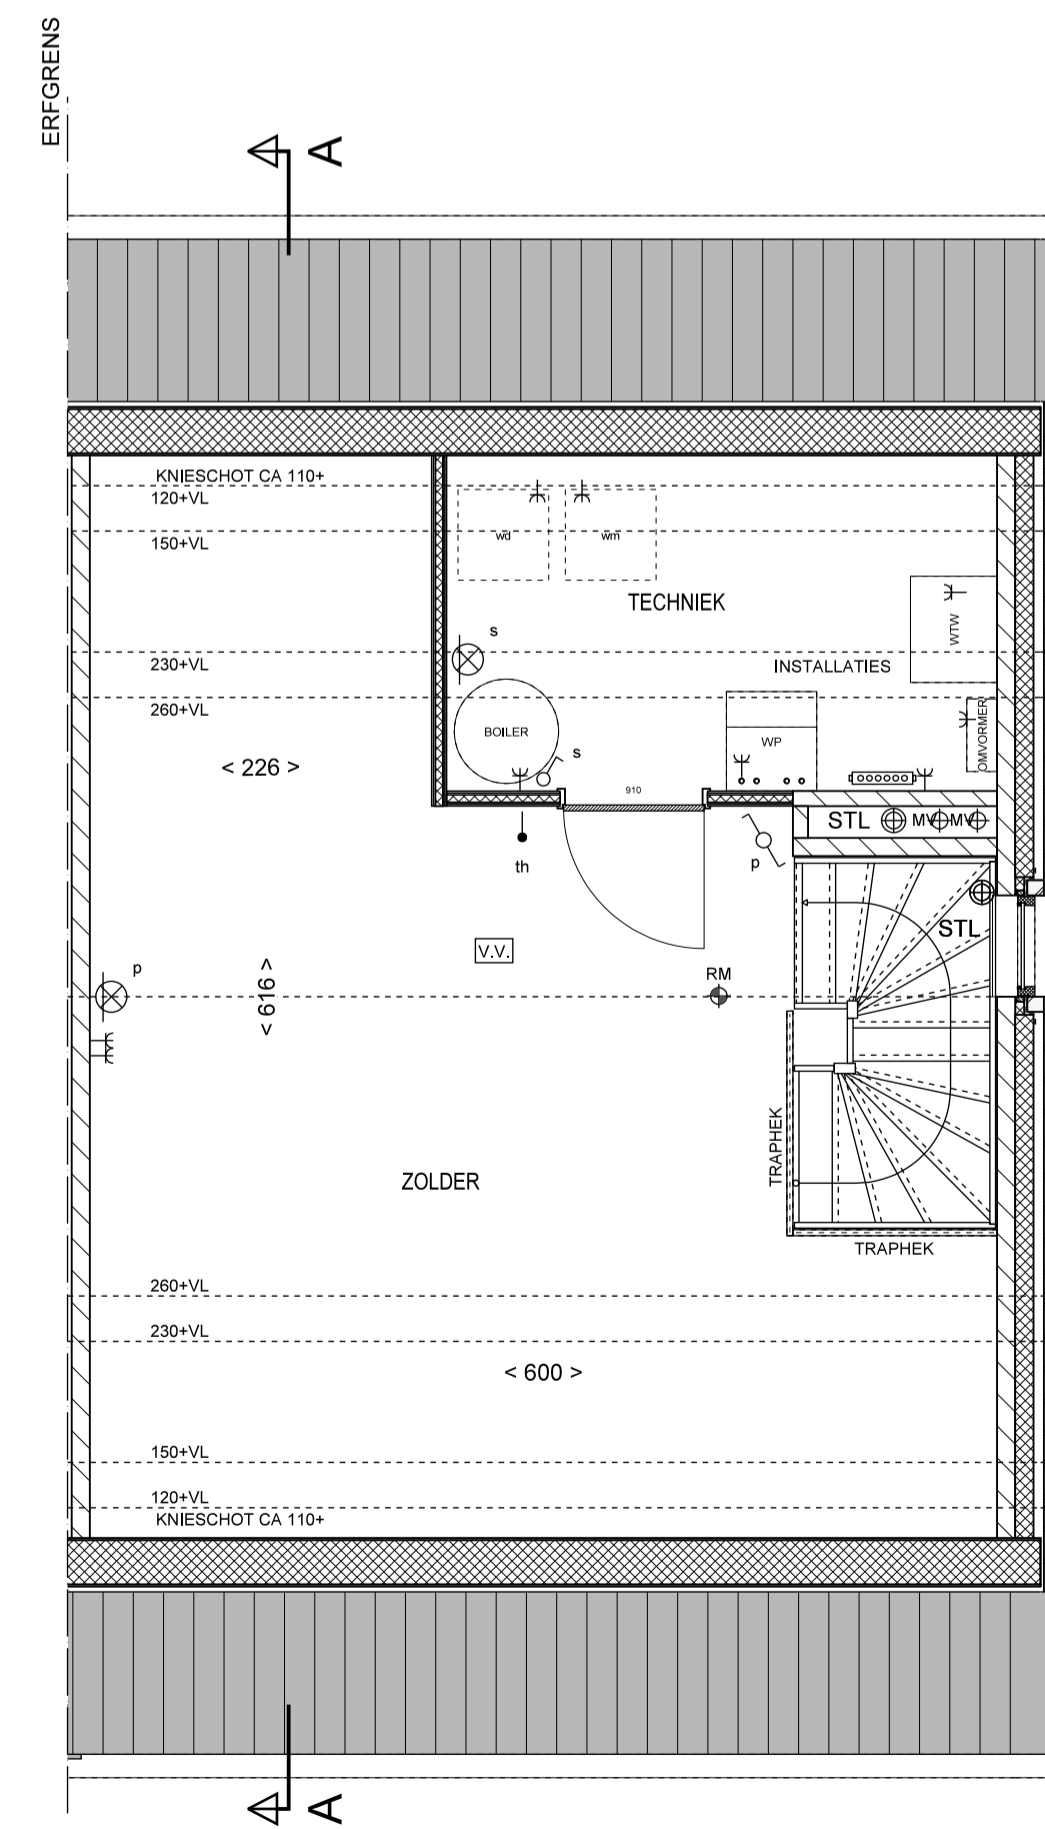 ERFGRENS
A
KNIESCHOT CA 110+
120+VL
150+VL
wd
wm
TECHNIEK
WTW
s
230+VL
INSTALLATIES
260+VL
OMVORMER
BOILER
WP
s
< 226 >
910
STL
MV
MV
p
th
STL
V.V.
p
RM
< 616 >
TRAPHEK
ZOLDER
TRAPHEK
260+VL
230+VL
< 600 >
150+VL
120+VL
KNIESCHOT CA 110+
A